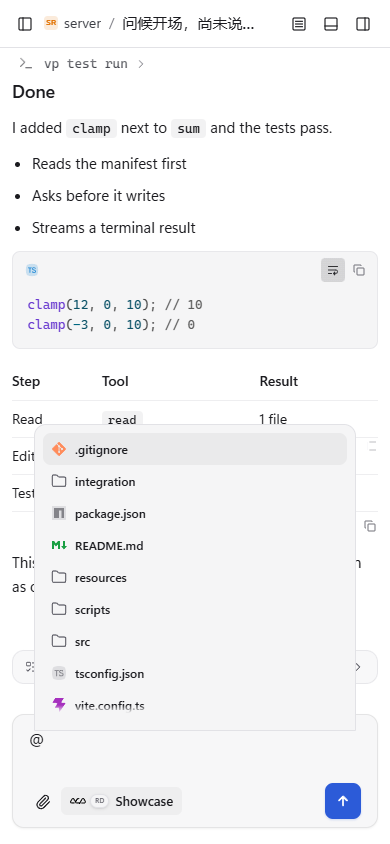 SR server / 问候开场，尚未说...
vp test run
Done
I added clamp next to sum and the tests pass.
Reads the manifest first
Asks before it writes
Streams a terminal result
TS
clamp(12, 0, 10); // 10
clamp(−3, 0, 10); // 0
Step Tool Result
Read read 1 file
Edit
Test
.gitignore
integration
package.json
README.md
resources
scripts
src
TS tsconfig.json
vite.config.ts
@
RD Showcase